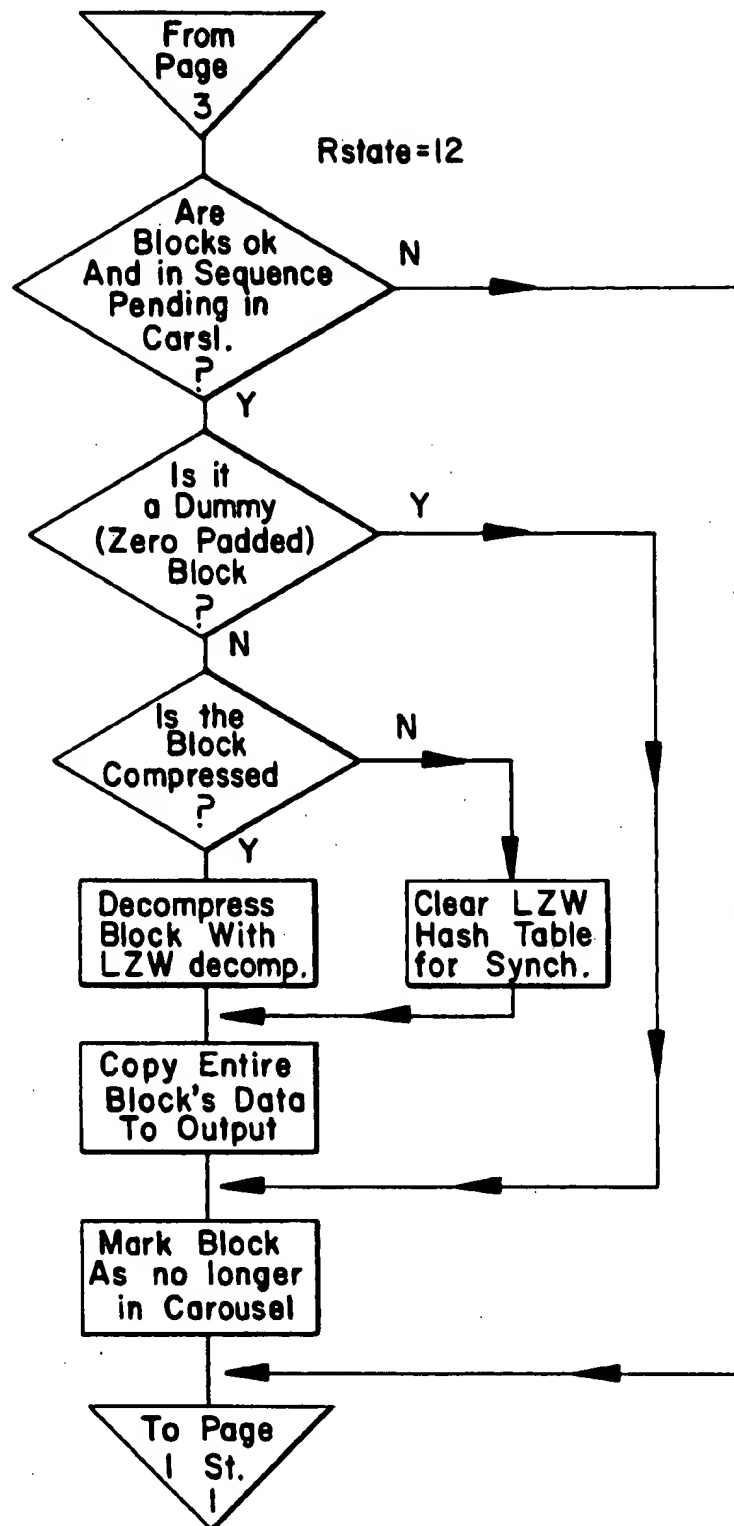 From
Page
3
Rstate=12
Are
Blocks ok
And in Sequence
Pending in
Carsl.
?
N
Y
Is it
a Dummy
(Zero Padded)
Block
?
Y
N
Is the
Block
Compressed
?
N
Y
Decompress
Block With
LZW decomp.
Clear LZW
Hash Table
for Synch.
Copy Entire
Block's Data
To Output
Mark Block
As no longer
in Carousel
To Page
1 St.
1